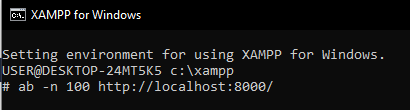 XAMPP for Windows
Setting environment for using XAMPP for Windows.
USER@DESKTOP-24MT5K5 c:\xampp
# ab -n 100 http://localhost:8000/